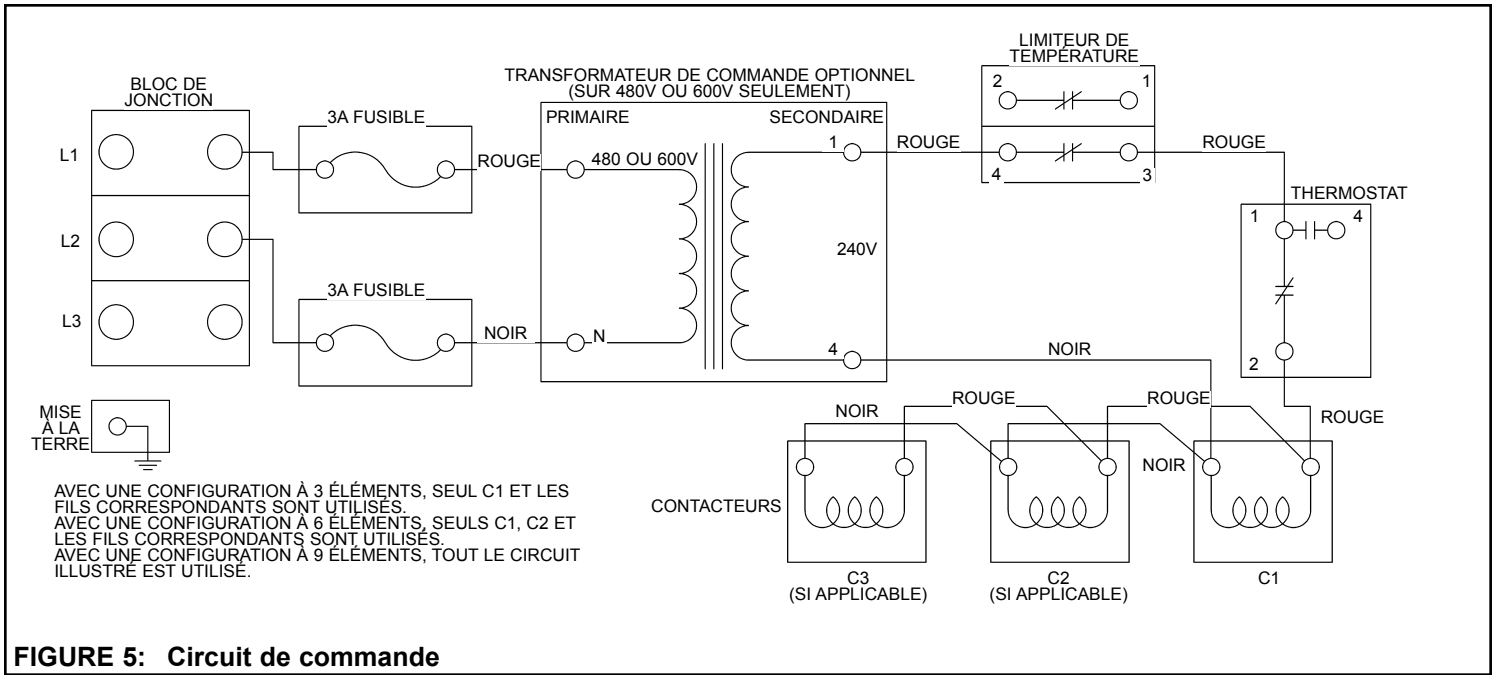 BLOC DE
JONCTION
L1
L2
L3
3A FUSIBLE
3A FUSIBLE
ROUGE
NOIR
TRANSFORMATEUR DE COMMANDE OPTIONNEL
(SUR 480V OU 600V SEULEMENT)
PRIMAIRE
SECONDAIRE
480 OU 600V
N
1
240V
4
ROUGE
LIMITEUR DE
TEMPÉRATURE
2
1
4
3
ROUGE
THERMOSTAT
1
4
2
NOIR
ROUGE
MISE
À LA
TERRE
NOIR
ROUGE
ROUGE
NOIR
CONTACTEURS
C3
(SI APPLICABLE)
C2
(SI APPLICABLE)
C1
AVEC UNE CONFIGURATION À 3 ÉLÉMENTS, SEUL C1 ET LES
FILS CORRESPONDANTS SONT UTILISÉS.
AVEC UNE CONFIGURATION À 6 ÉLÉMENTS, SEULS C1, C2 ET
LES FILS CORRESPONDANTS SONT UTILISÉS.
AVEC UNE CONFIGURATION À 9 ÉLÉMENTS, TOUT LE CIRCUIT
ILLUSTRÉ EST UTILISÉ.
FIGURE 5: Circuit de commande